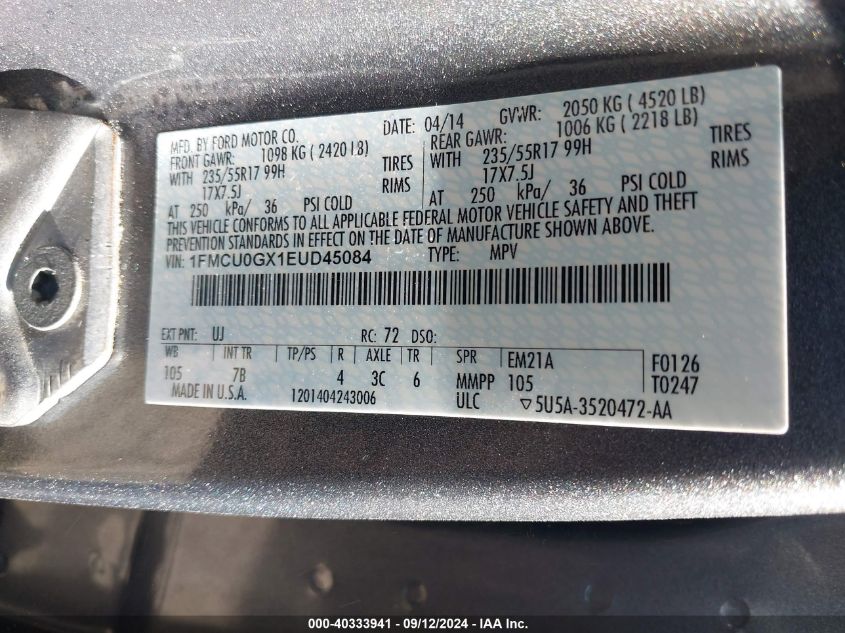 MFD. BY FORD MOTOR CO. DATE: 04/14 GVWR: 2050 KG ( 4520 LB)
FRONT GAWR: 1098 KG ( 2420 LB) REAR GAWR: 1006 KG ( 2218 LB)
WITH 235/55R17 99H TIRES WITH 235/55R17 99H TIRES
17X7.5J RIMS 17X7.5J RIMS
AT 250 kPa/ 36 PSI COLD AT 250 kPa/ 36 PSI COLD
THIS VEHICLE CONFORMS TO ALL APPLICABLE FEDERAL MOTOR VEHICLE SAFETY AND THEFT
PREVENTION STANDARDS IN EFFECT ON THE DATE OF MANUFACTURE SHOWN ABOVE.
VIN: 1FMCU0GX1EUD45084 TYPE: MPV
EXT PNT: UJ RC: 72 DSO:
WB INT TR TP/PS R AXLE TR SPR EM21A F0126
105 7B 4 3C 6 MMPP 105 T0247
MADE IN U.S.A. 1201404243006 ULC ▽5U5A-3520472-AA
000-40333941 - 09/12/2024 - IAA Inc.